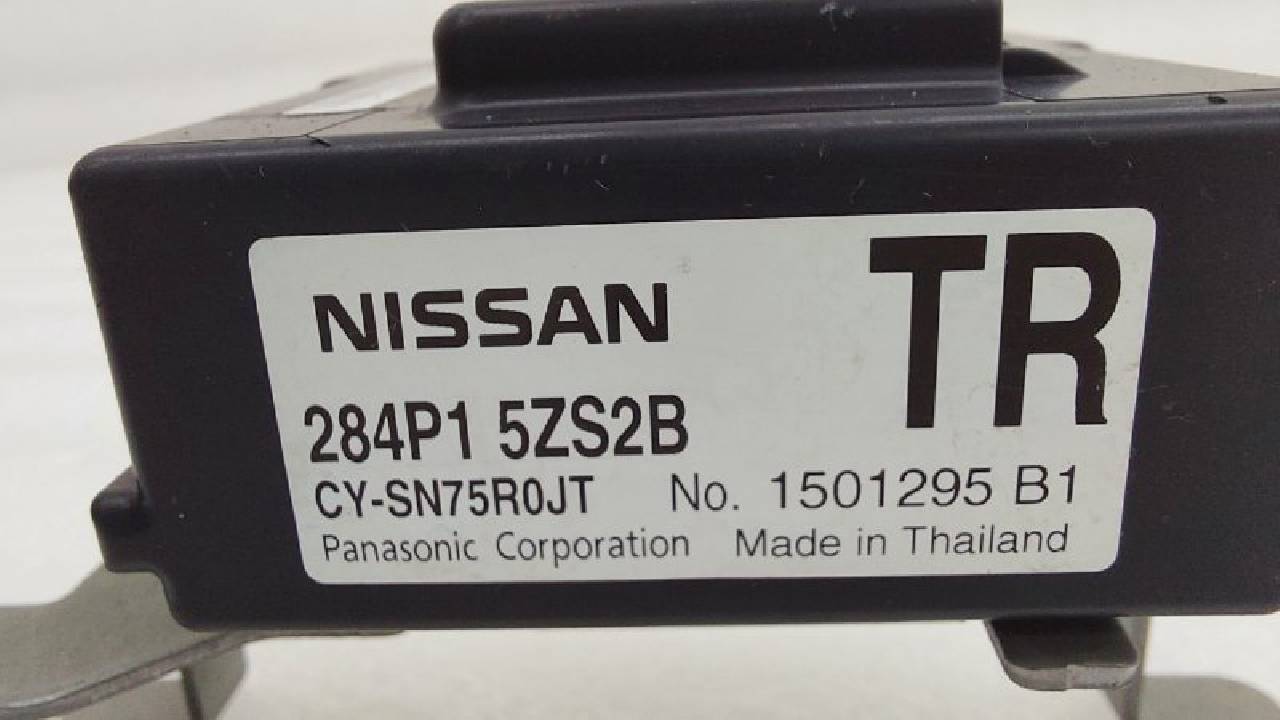 NISSAN
TR
284P1 5ZS2B
CY-SN75R0JT No. 1501295 B1
Panasonic Corporation Made in Thailand